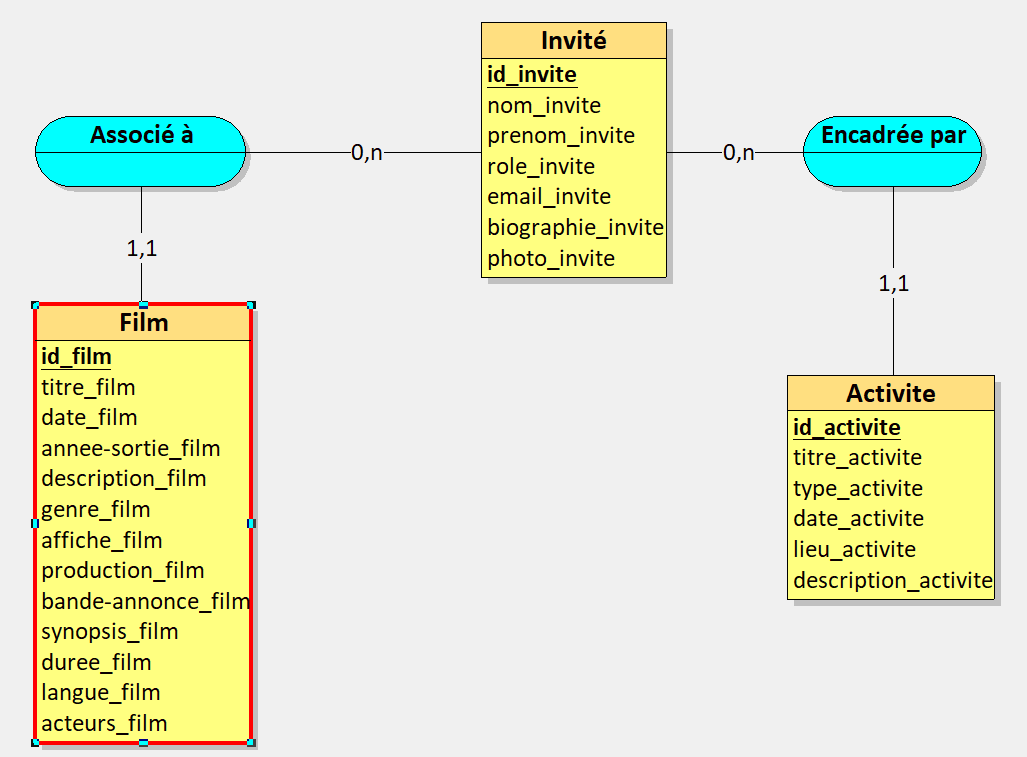 Invité
id_invite
nom_invite
prenom_invite
role_invite
email_invite
biographie_invite
photo_invite
Associé à
0,n
0,n
Encadrée par
1,1
1,1
Film
id_film
titre_film
date_film
annee-sortie_film
description_film
genre_film
affiche_film
production_film
bande-annonce_film
synopsis_film
duree_film
langue_film
acteurs_film
Activite
id_activite
titre_activite
type_activite
date_activite
lieu_activite
description_activite